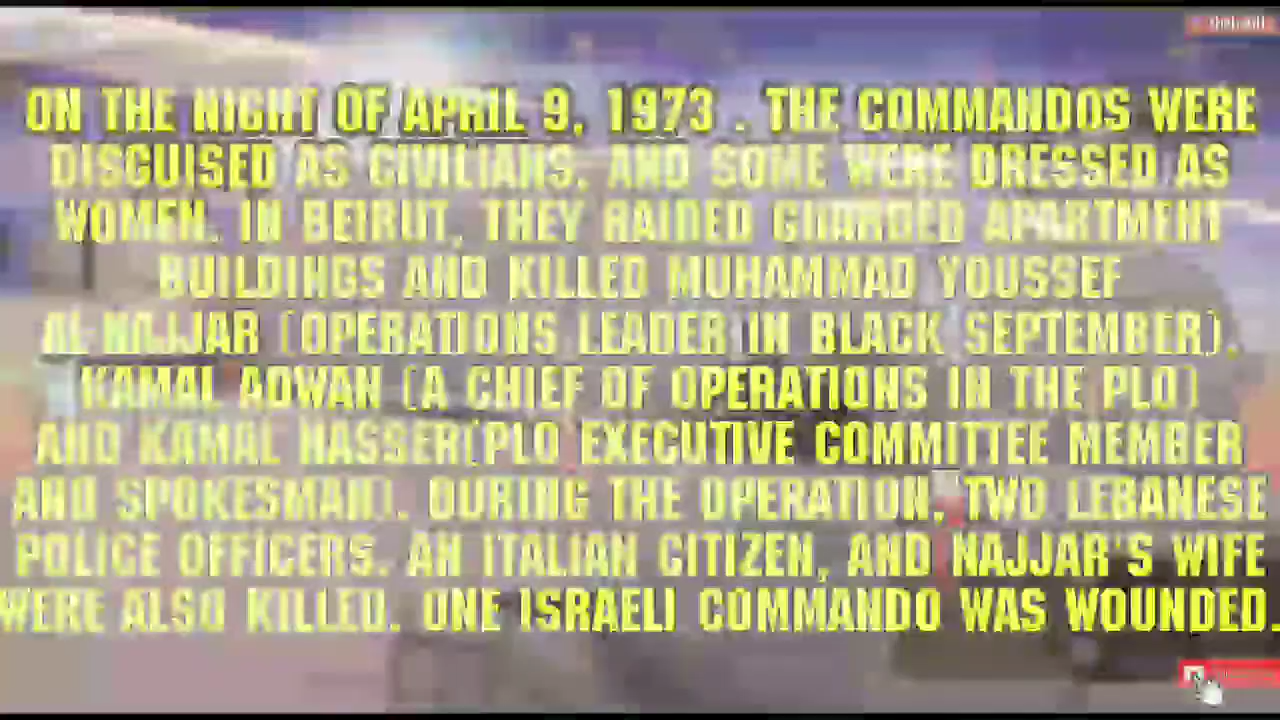 ON THE NIGHT OF APRIL 9, 1973 . THE COMMANDOS WERE
DISGUISED AS CIVILIANS, AND SOME WERE DRESSED AS
WOMEN. IN BEIRUT, THEY RAIDED GUARDED APARTMENT
BUILDINGS AND KILLED MUHAMMAD YOUSSEF
AL-NAJJAR (OPERATIONS LEADER IN BLACK SEPTEMBER),
KAMAL ADWAN (A CHIEF OF OPERATIONS IN THE PLO)
AND KAMAL NASSER(PLO EXECUTIVE COMMITTEE MEMBER
AND SPOKESMAN). DURING THE OPERATION, TWO LEBANESE
POLICE OFFICERS, AN ITALIAN CITIZEN, AND NAJJAR'S WIFE
WERE ALSO KILLED. ONE ISRAELI COMMANDO WAS WOUNDED.